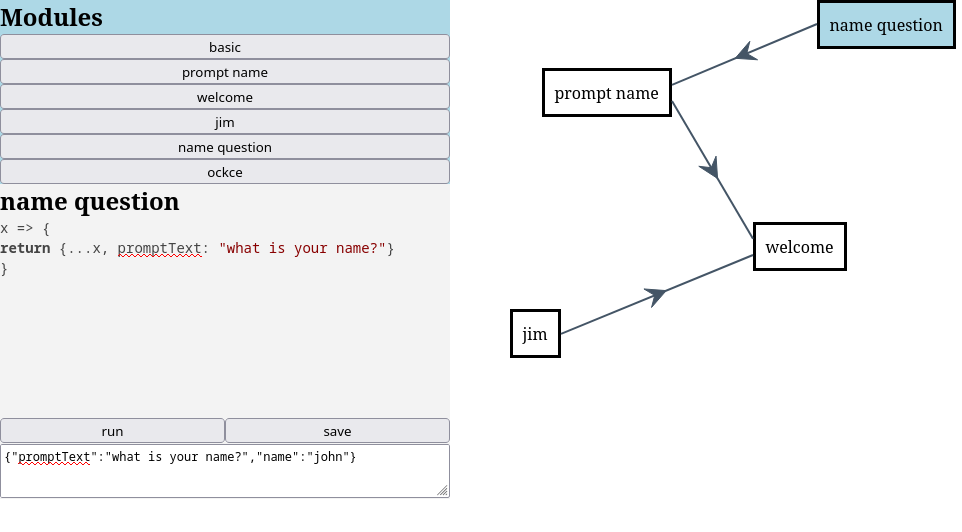 Modules
basic
prompt name
welcome
jim
name question
ockce
name question
x => {
return {...x, promptText: "what is your name?"}
}
run
save
{"promptText":"what is your name?","name":"john"}
name question
prompt name
welcome
jim